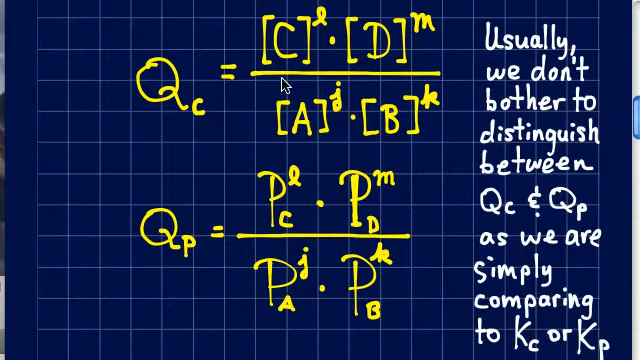 Qc = [C]^l · [D]^m / [A]^j · [B]^k
Qp = P_C^l · P_D^m / P_A^j · P_B^k
Usually,
we don't
bother to
distinguish
between
Qc & Qp
as we are
simply
comparing
to Kc or Kp